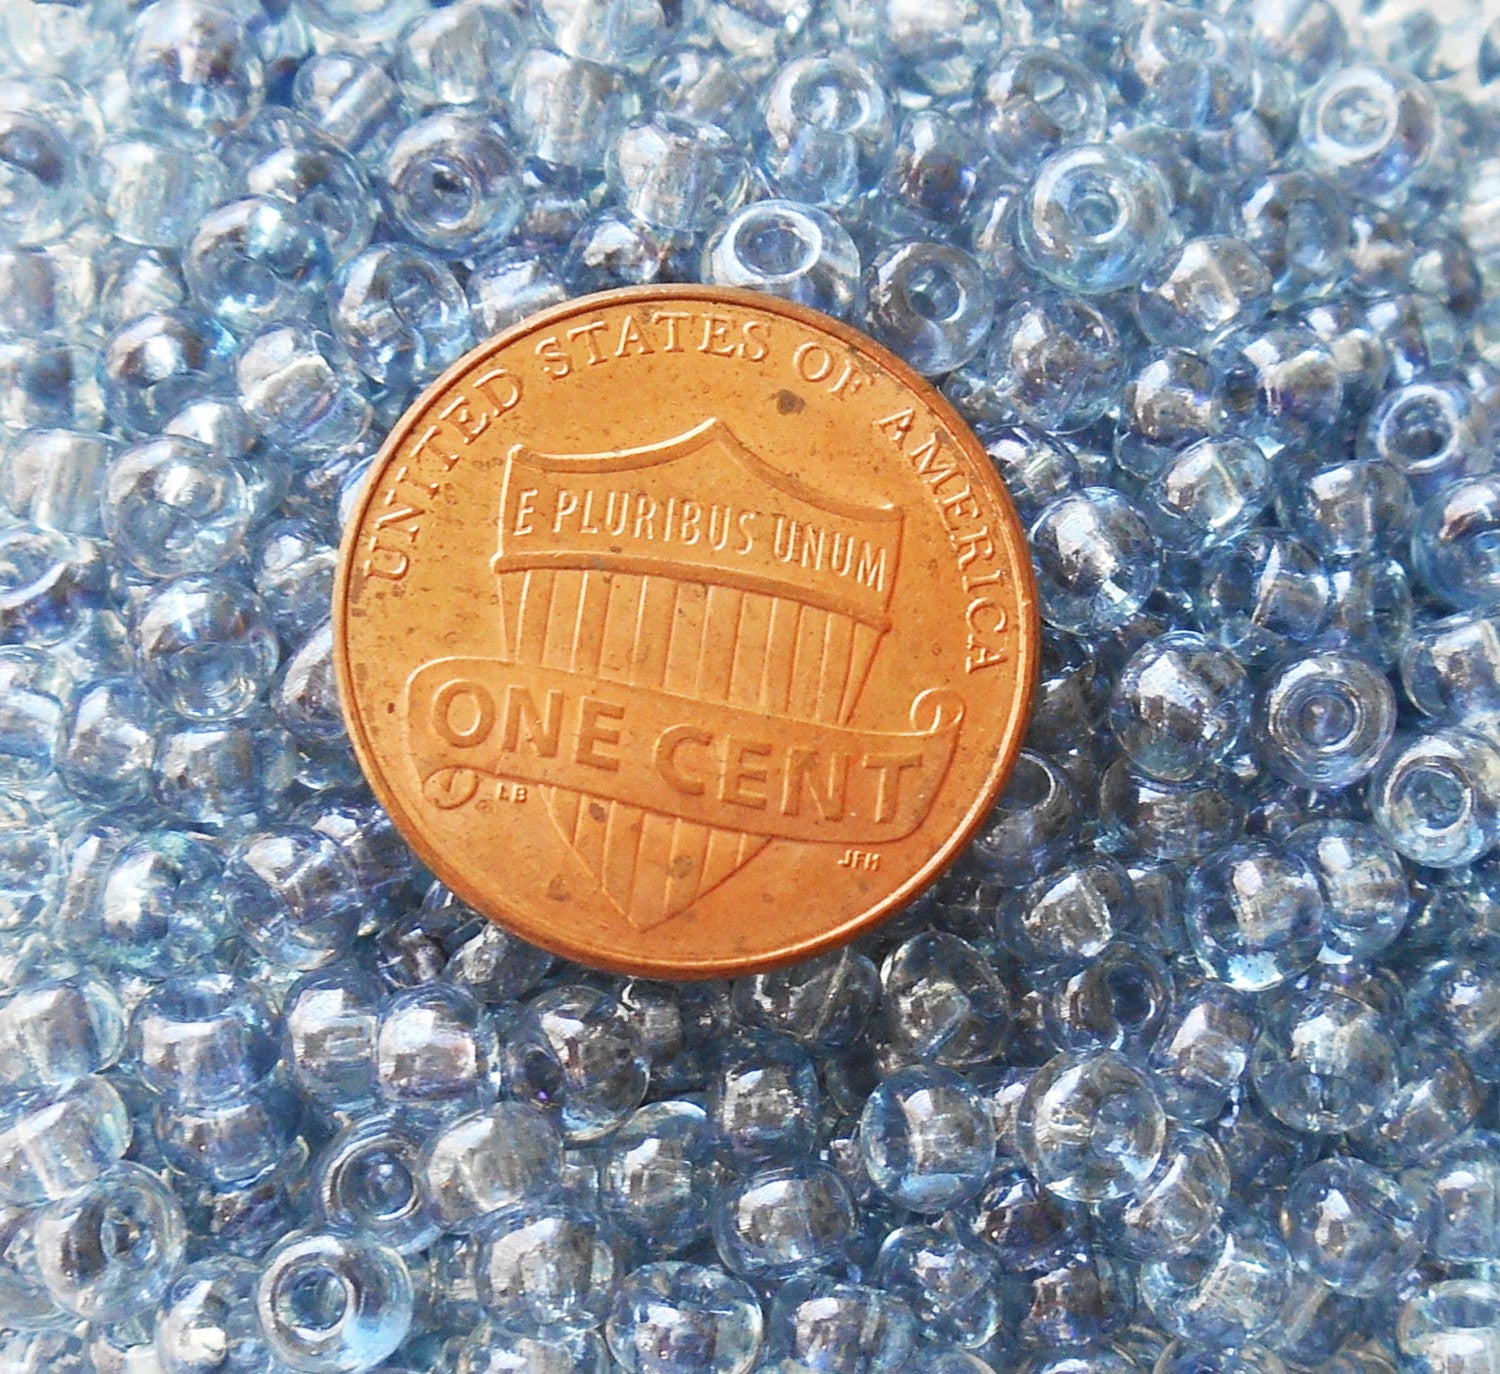 UNITED STATES OF AMERICA
E PLURIBUS UNUM
ONE CENT
LB
JFM